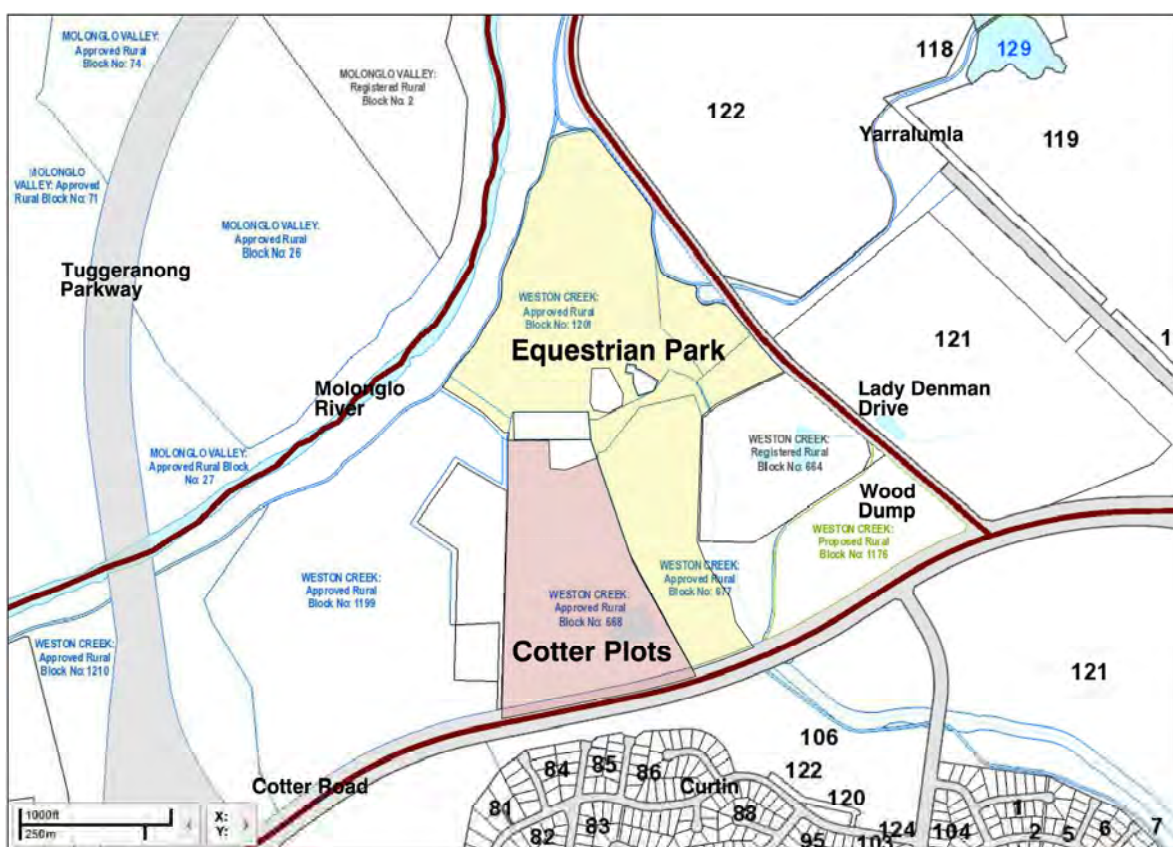 MOLONGLO VALLEY:
Approved Rural
Block No: 74
MOLONGLO VALLEY:
Registered Rural
Block No: 2
118
129
122
Yarralumla
119
MOLONGLO
VALLEY: Approved
Rural Block No: 71
MOLONGLO VALLEY:
Approved Rural
Block No: 26
Tuggeranong
Parkway
WESTON CREEK:
Approved Rural
Block No: 1201
Equestrian Park
121
1
Molonglo
River
Lady Denman
Drive
MOLONGLO VALLEY:
Approved Rural Block
No: 27
WESTON CREEK:
Registered Rural
Block No: 664
Wood
Dump
WESTON CREEK:
Proposed Rural
Block No: 1176
WESTON CREEK:
Approved Rural
Block No: 1199
WESTON CREEK:
Approved Rural
Block No: 668
WESTON CREEK:
Approved Rural
Block No: 677
WESTON CREEK:
Approved Rural
Block No: 1210
Cotter Plots
121
106
Cotter Road
84
85
86
Curtin
122
120
81
82
83
88
95
103
124
104
1
2
5
6
7
1000ft
250m
X:
Y: